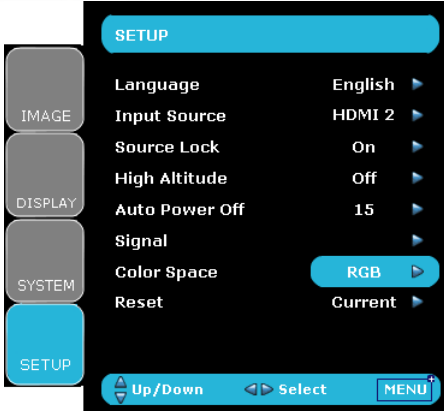 SETUP
IMAGE
DISPLAY
SYSTEM
SETUP
Language English
Input Source HDMI 2
Source Lock On
High Altitude Off
Auto Power Off 15
Signal
Color Space RGB
Reset Current
Up/Down Select MENU